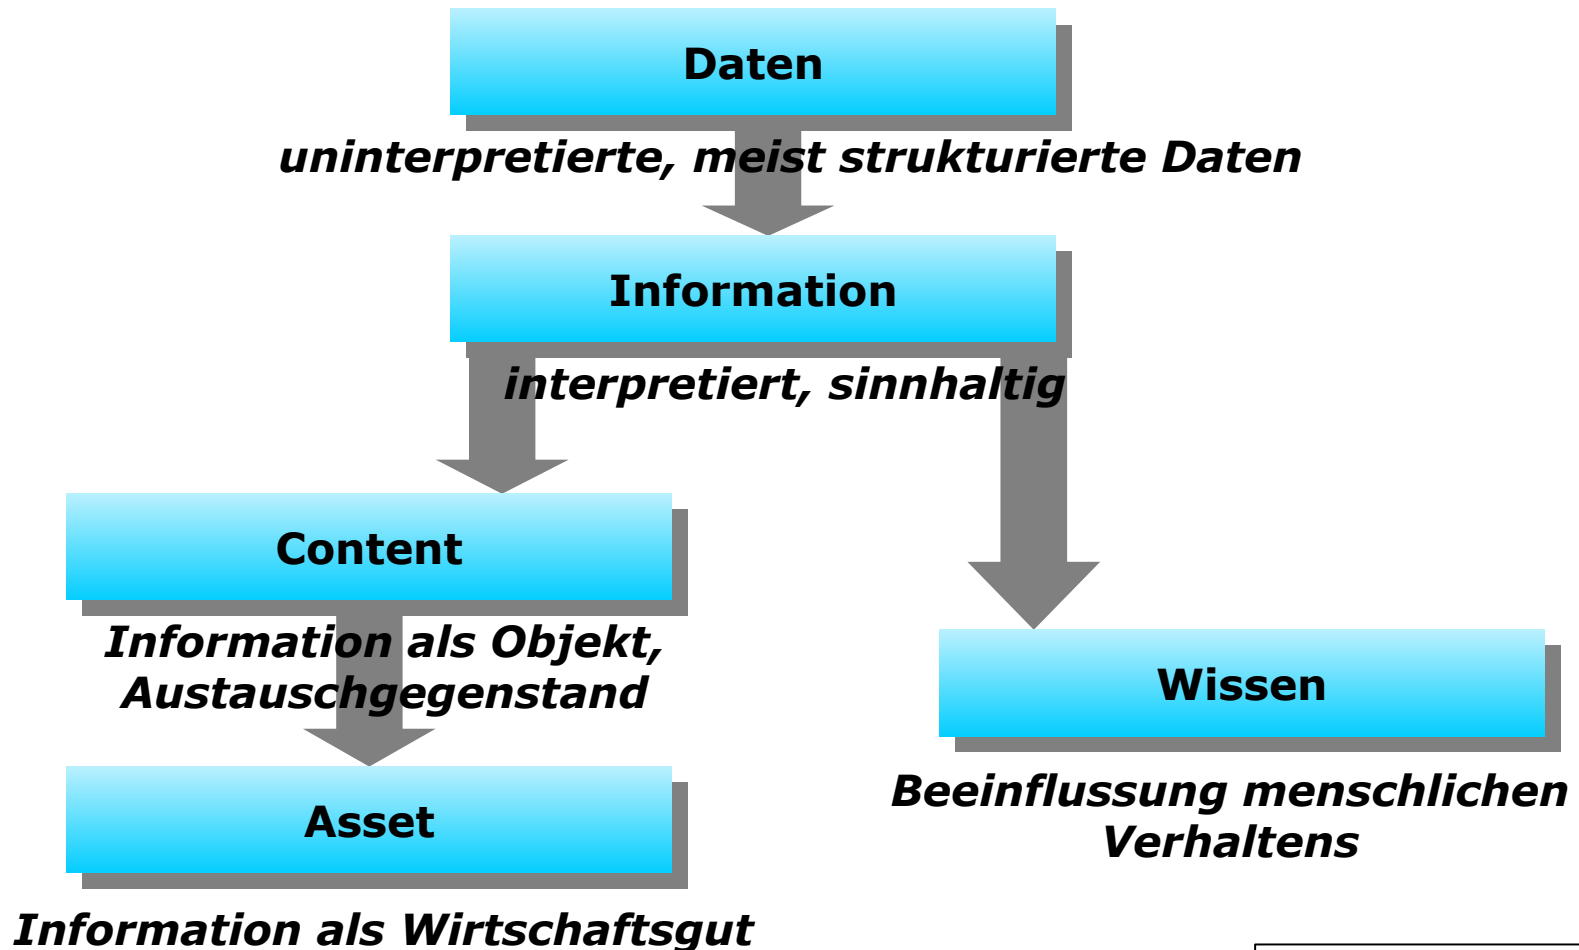 Daten
uninterpretierte, meist strukturierte Daten
Information
interpretiert, sinnhaltig
Content
Information als Objekt,
Austauschgegenstand
Wissen
Beeinflussung menschlichen
Verhaltens
Asset
Information als Wirtschaftsgut